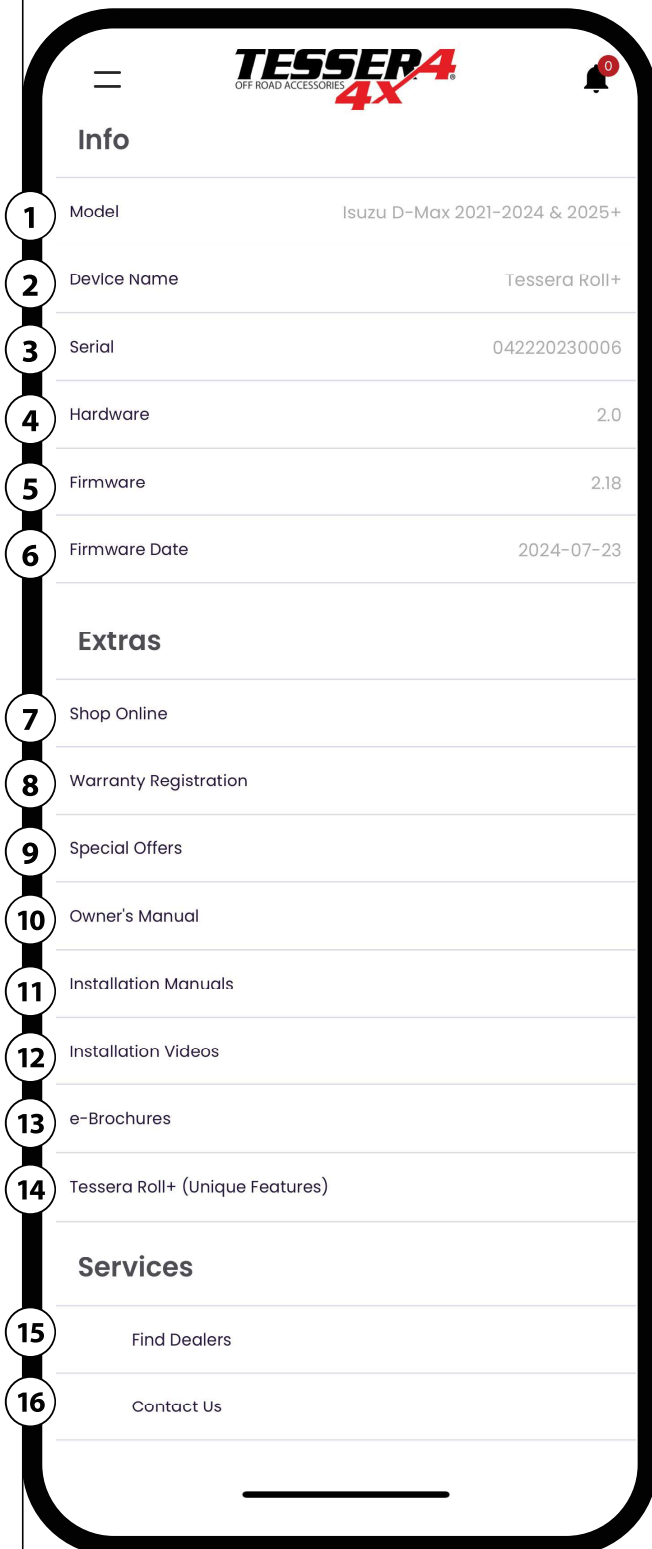 TESSER4
OFF ROAD ACCESSORIES 4X ®
0
Info
1 Model Isuzu D-Max 2021-2024 & 2025+
2 Device Name Tessera Roll+
3 Serial 042220230006
4 Hardware 2.0
5 Firmware 2.18
6 Firmware Date 2024-07-23
Extras
7 Shop Online
8 Warranty Registration
9 Special Offers
10 Owner's Manual
11 Installation Manuals
12 Installation Videos
13 e-Brochures
14 Tessera Roll+ (Unique Features)
Services
15 Find Dealers
16 Contact Us